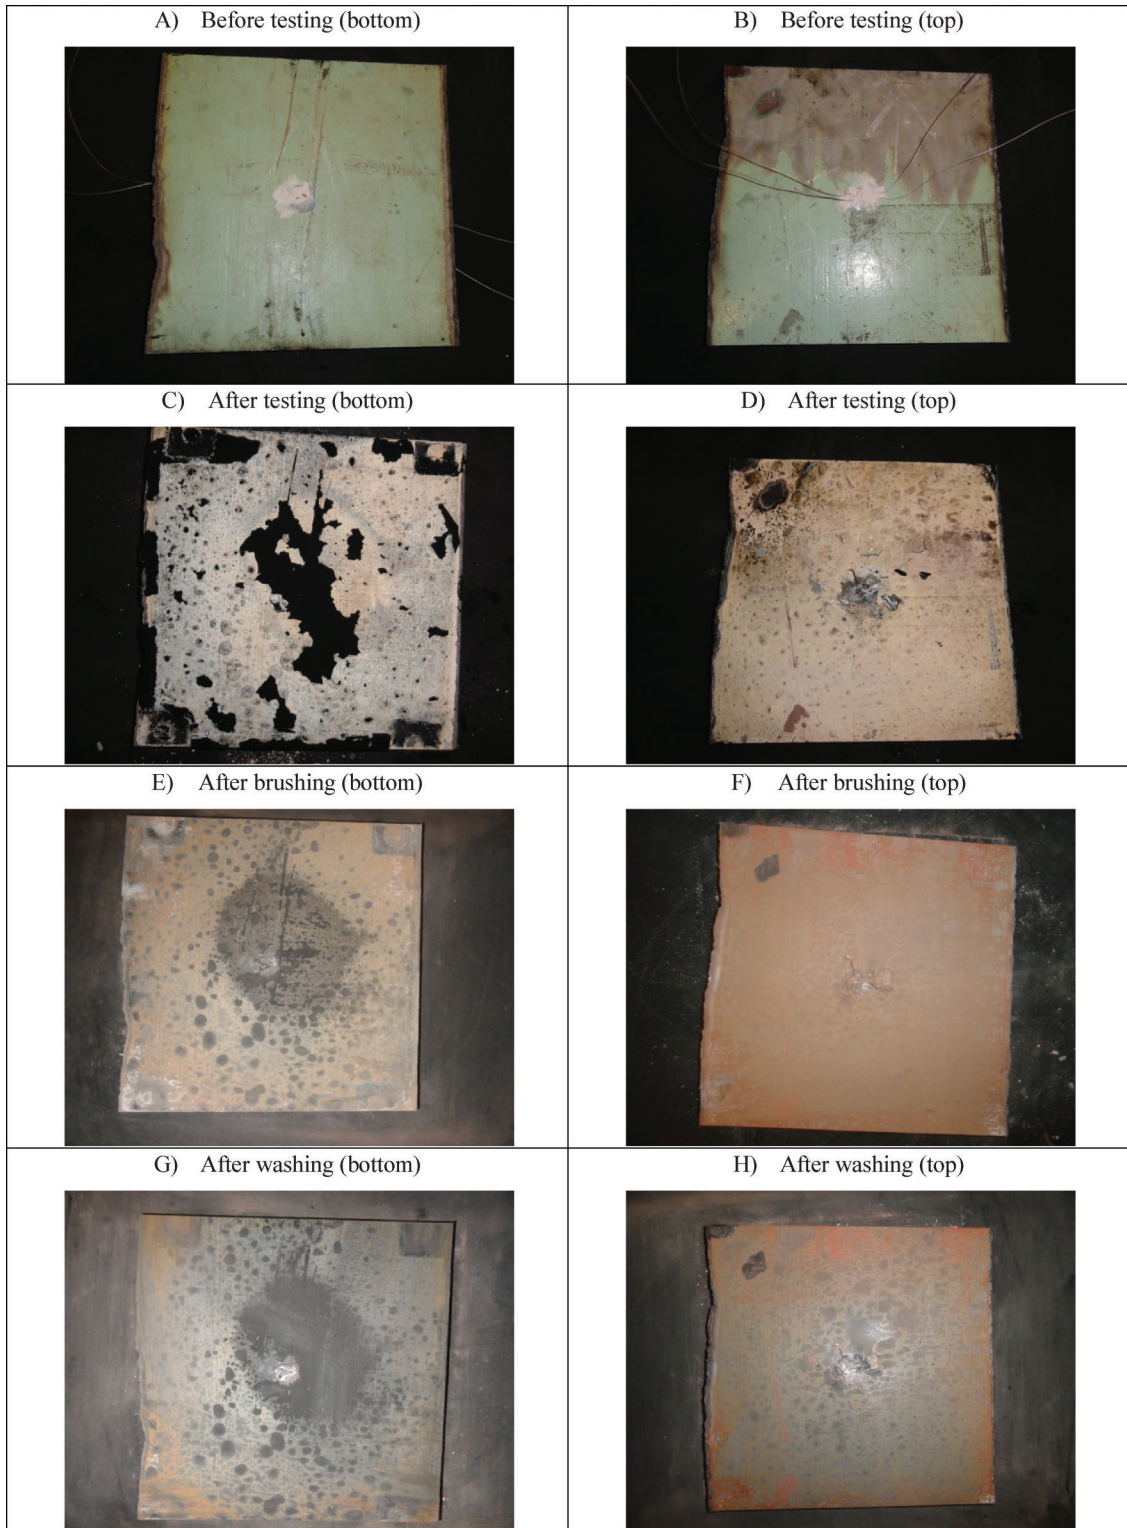 A) Before testing (bottom)
B) Before testing (top)
C) After testing (bottom)
D) After testing (top)
E) After brushing (bottom)
F) After brushing (top)
G) After washing (bottom)
H) After washing (top)